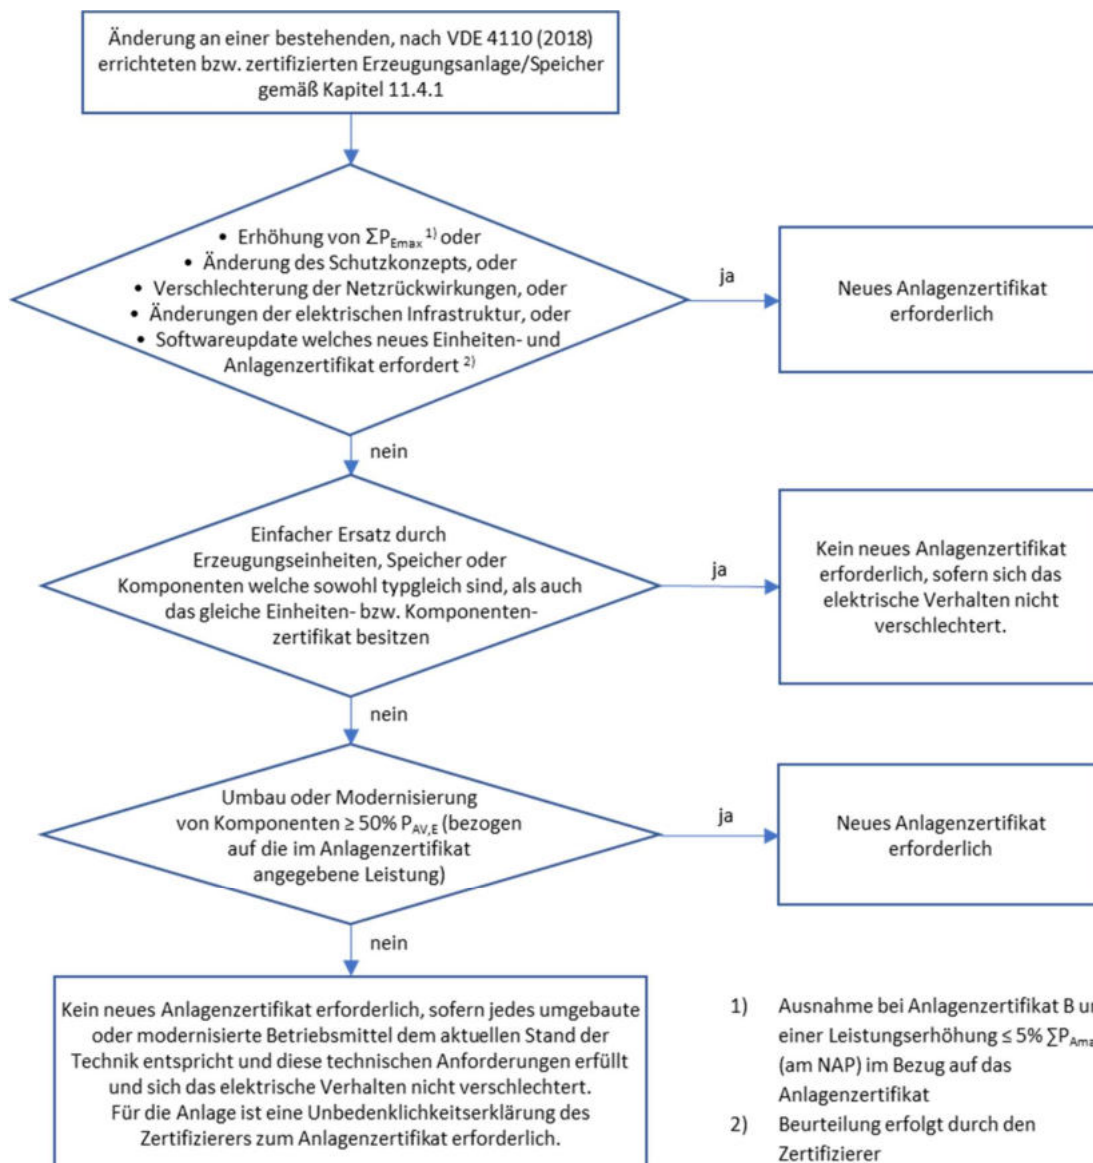 Änderung an einer bestehenden, nach VDE 4110 (2018)
errichteten bzw. zertifizierten Erzeugungsanlage/Speicher
gemäß Kapitel 11.4.1
• Erhöhung von ΣP_Emax ¹⁾ oder
• Änderung des Schutzkonzepts, oder
• Verschlechterung der Netzrückwirkungen, oder
• Änderungen der elektrischen Infrastruktur, oder
• Softwareupdate welches neues Einheiten- und
Anlagenzertifikat erfordert ²⁾
ja
Neues Anlagenzertifikat
erforderlich
nein
Einfacher Ersatz durch
Erzeugungseinheiten, Speicher oder
Komponenten welche sowohl typgleich sind, als auch
das gleiche Einheiten- bzw. Komponenten-
zertifikat besitzen
ja
Kein neues Anlagenzertifikat
erforderlich, sofern sich das
elektrische Verhalten nicht
verschlechtert.
nein
Umbau oder Modernisierung
von Komponenten ≥ 50% P_AV,E (bezogen
auf die im Anlagenzertifikat
angegebene Leistung)
ja
Neues Anlagenzertifikat
erforderlich
nein
Kein neues Anlagenzertifikat erforderlich, sofern jedes umgebaute
oder modernisierte Betriebsmittel dem aktuellen Stand der
Technik entspricht und diese technischen Anforderungen erfüllt
und sich das elektrische Verhalten nicht verschlechtert.
Für die Anlage ist eine Unbedenklichkeitserklärung des
Zertifizierers zum Anlagenzertifikat erforderlich.
1) Ausnahme bei Anlagenzertifikat B
einer Leistungserhöhung ≤ 5% ∑P_Ama
(am NAP) im Bezug auf das
Anlagenzertifikat
2) Beurteilung erfolgt durch den
Zertifizierer